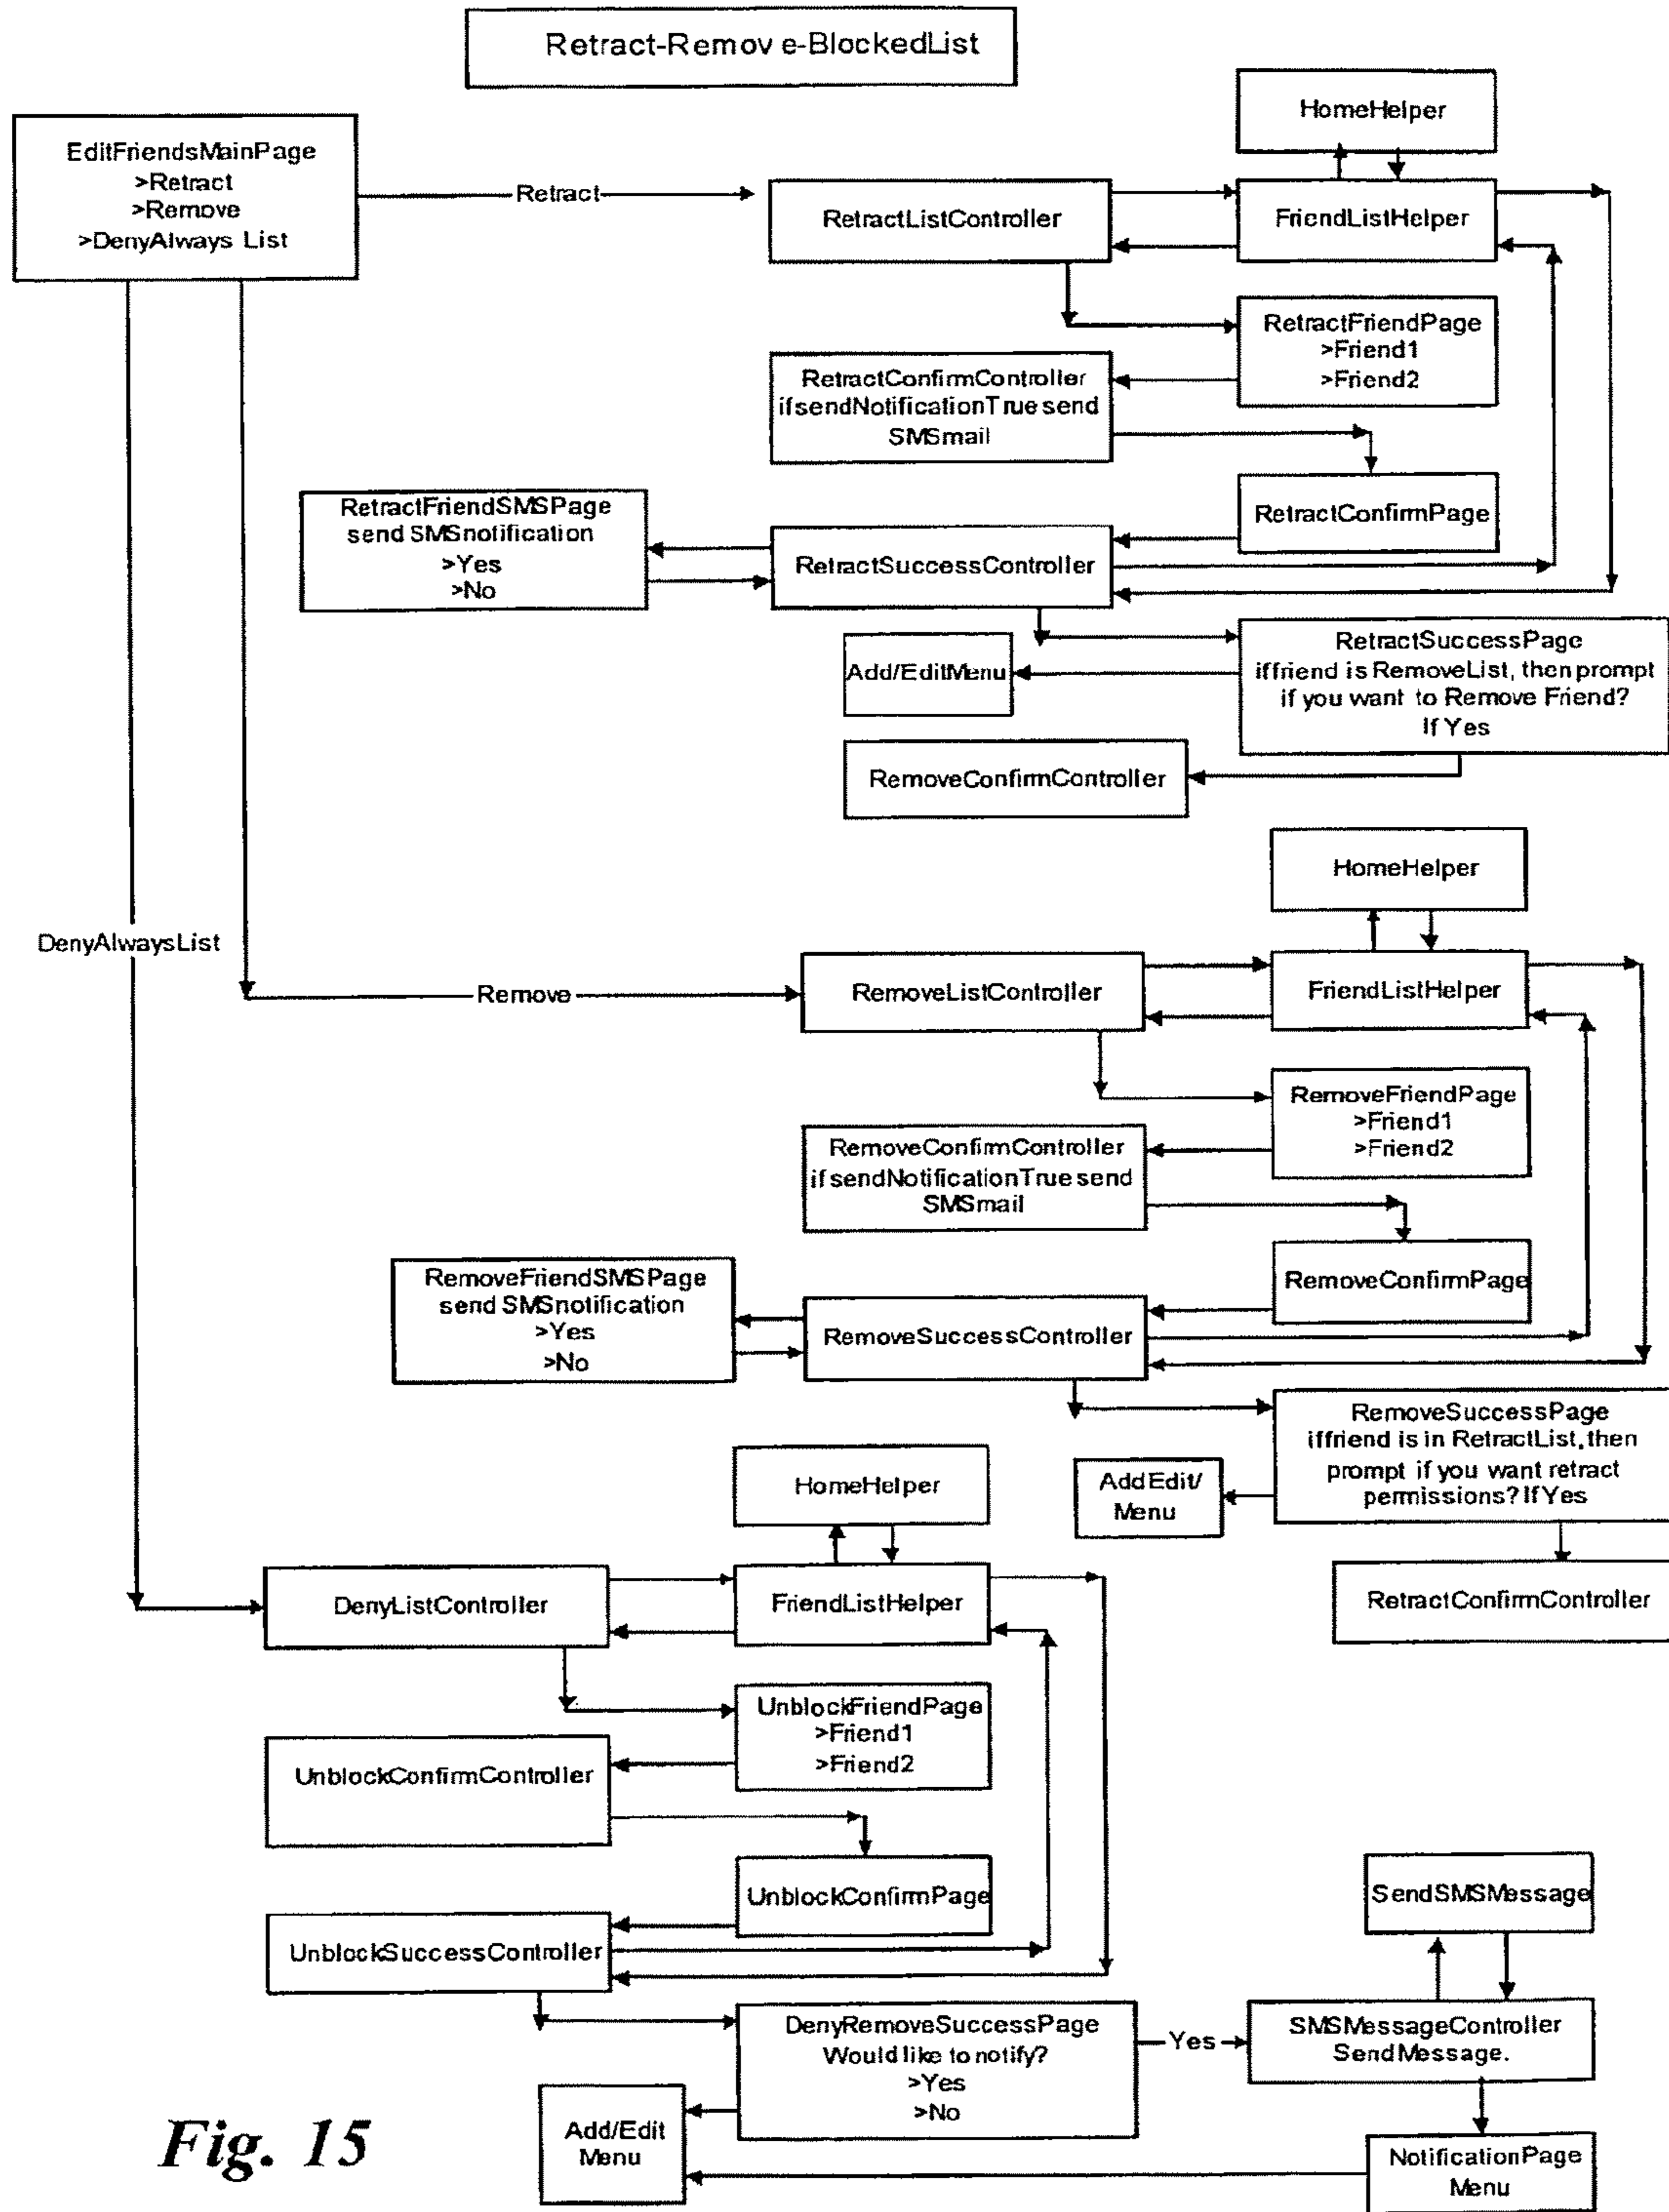 Retract-Remove-BlockedList
HomeHelper
EditFriendsMainPage
>Retract
>Remove
>DenyAlways List
Retract
RetractListController
FriendListHelper
RetractFriendPage
>Friend1
>Friend2
RetractConfirmController
ifsendNotificationTrue send
SMSmail
RetractConfirmPage
RetractFriendSMSPage
send SMSnotification
>Yes
>No
RetractSuccessController
RetractSuccessPage
iffriend is RemoveList, then prompt
if you want to Remove Friend?
If Yes
Add/EditMenu
RemoveConfirmController
HomeHelper
DenyAlwaysList
Remove
RemoveListController
FriendListHelper
RemoveFriendPage
>Friend1
>Friend2
RemoveConfirmController
if sendNotificationTrue send
SMSmail
RemoveConfirmPage
RemoveFriendSMSPage
send SMSnotification
>Yes
>No
RemoveSuccessController
RemoveSuccessPage
iffriend is in RetractList, then
prompt if you want retract
permissions? If Yes
AddEdit/
Menu
RetractConfirmController
HomeHelper
DenyListController
FriendListHelper
UnblockFriendPage
>Friend1
>Friend2
UnblockConfirmController
UnblockConfirmPage
UnblockSuccessController
SendSMSMessage
DenyRemoveSuccessPage
Would like to notify?
>Yes
>No
Yes
SMSMessageController
SendMessage.
Add/Edit
Menu
NotificationPage
Menu
Fig. 15